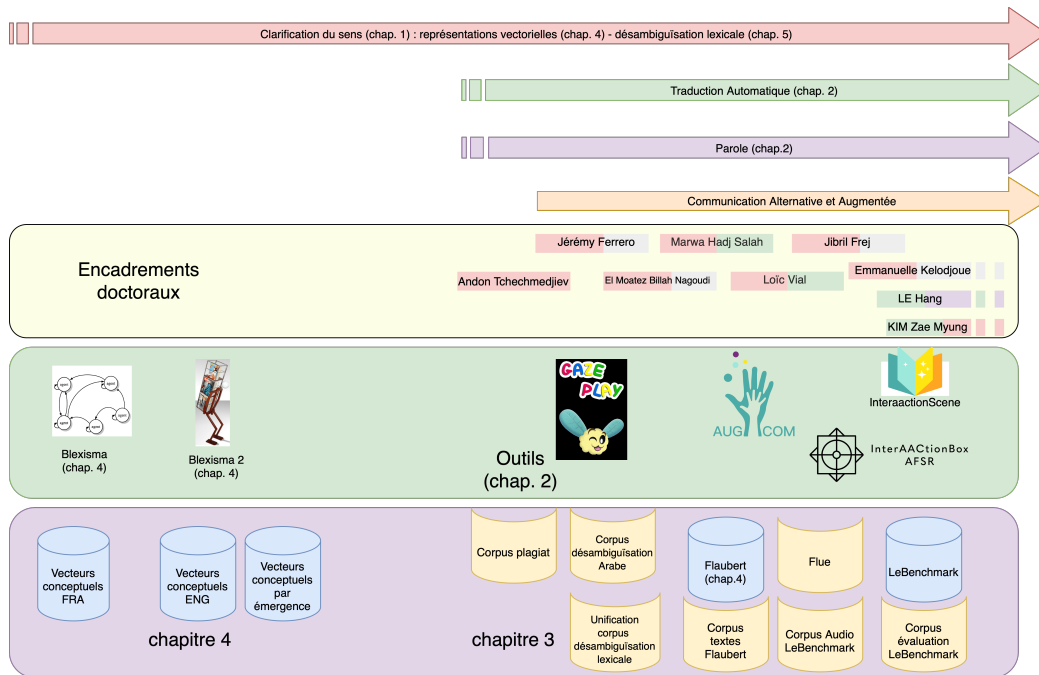 Clarification du sens (chap. 1) : représentations vectorielles (chap. 4) - désambiguïsation lexicale (chap. 5)
Traduction Automatique (chap. 2)
Parole (chap.2)
Communication Alternative et Augmentée
Encadrements
doctoraux
Jérémy Ferrero
Marwa Hadj Salah
Jibril Frej
Andon Tchechmedjiev
El Moatez Billah Nagoudi
Loïc Vial
Emmanuelle Kelodjoue
LE Hang
KIM Zae Myung
Blexisma
(chap. 4)
Blexisma 2
(chap. 4)
GAZE
PLAY
Outils
(chap. 2)
AUG COM
InteraactionScene
InterAACtionBox
AFSR
Vecteurs
conceptuels
FRA
Vecteurs
conceptuels
ENG
Vecteurs
conceptuels
par
émergence
chapitre 4
chapitre 3
Corpus plagiat
Corpus
désambiguïsation
Arabe
Unification
corpus
désambiguïsation
lexicale
Flaubert
(chap.4)
Flue
LeBenchmark
Corpus
textes
Flaubert
Corpus Audio
LeBenchmark
Corpus
évaluation
LeBenchmark